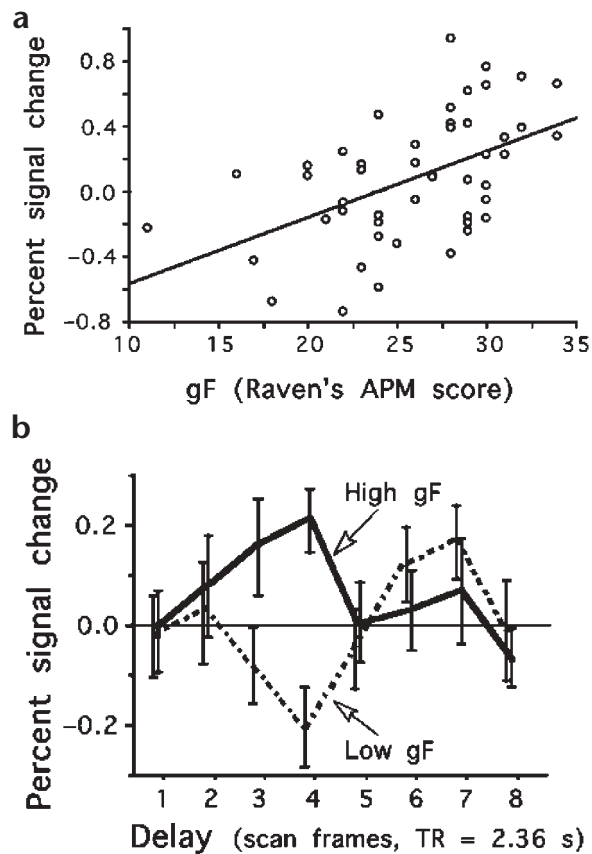 a
Percent signal change
0.8
0.4
0.0
−0.4
−0.8
10 15 20 25 30 35
gF (Raven's APM score)
b
Percent signal change
0.2
0.0
−0.2
High gF
Low gF
1 2 3 4 5 6 7 8
Delay (scan frames, TR = 2.36 s)